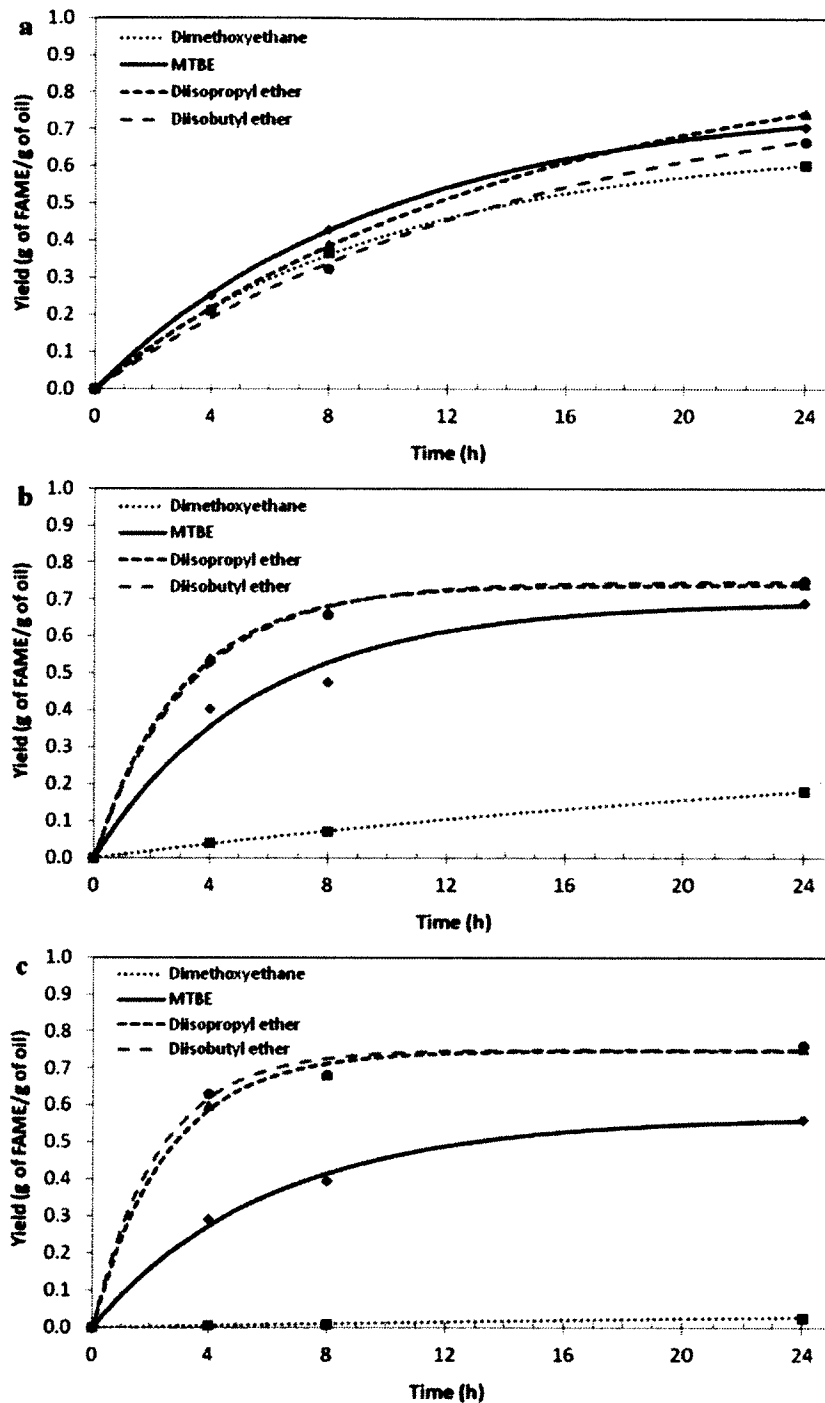 a
1.0
0.9
0.8
0.7
0.6
0.5
0.4
0.3
0.2
0.1
0.0
Yield (g of FAME/g of oil)
Dimethoxyethane
MTBE
Diisopropyl ether
Diisobutyl ether
0 4 8 12 16 20 24
Time (h)
b
1.0
0.9
0.8
0.7
0.6
0.5
0.4
0.3
0.2
0.1
0.0
Yield (g of FAME/g of oil)
Dimethoxyethane
MTBE
Diisopropyl ether
Diisobutyl ether
0 4 8 12 16 20 24
Time (h)
c
1.0
0.9
0.8
0.7
0.6
0.5
0.4
0.3
0.2
0.1
0.0
Yield (g of FAME/g of oil)
Dimethoxyethane
MTBE
Diisopropyl ether
Diisobutyl ether
0 4 8 12 16 20 24
Time (h)